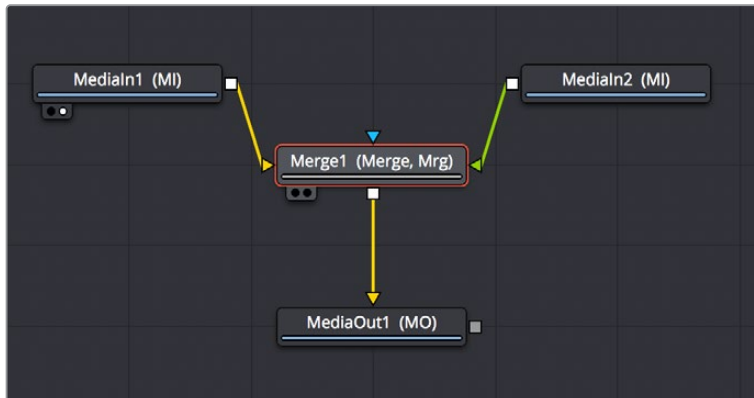 MediaIn1 (MI)
MediaIn2 (MI)
Merge1 (Merge, Mrg)
MediaOut1 (MO)